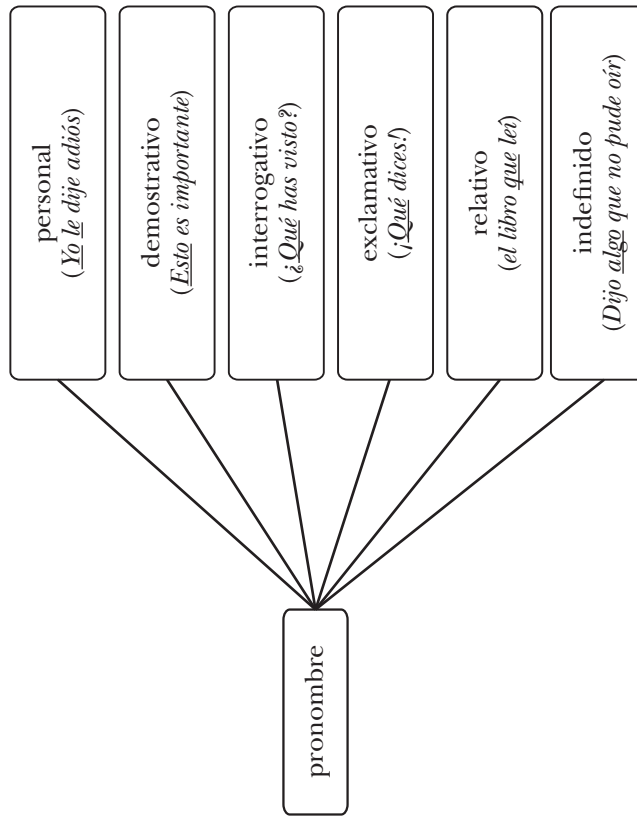 pronombre
personal
(Yo le dije adiós)
demostrativo
(Esto es importante)
interrogativo
(¿Qué has visto?)
exclamativo
(¡Qué dices!)
relativo
(el libro que leí)
indefinido
(Dijo algo que no pude oír)